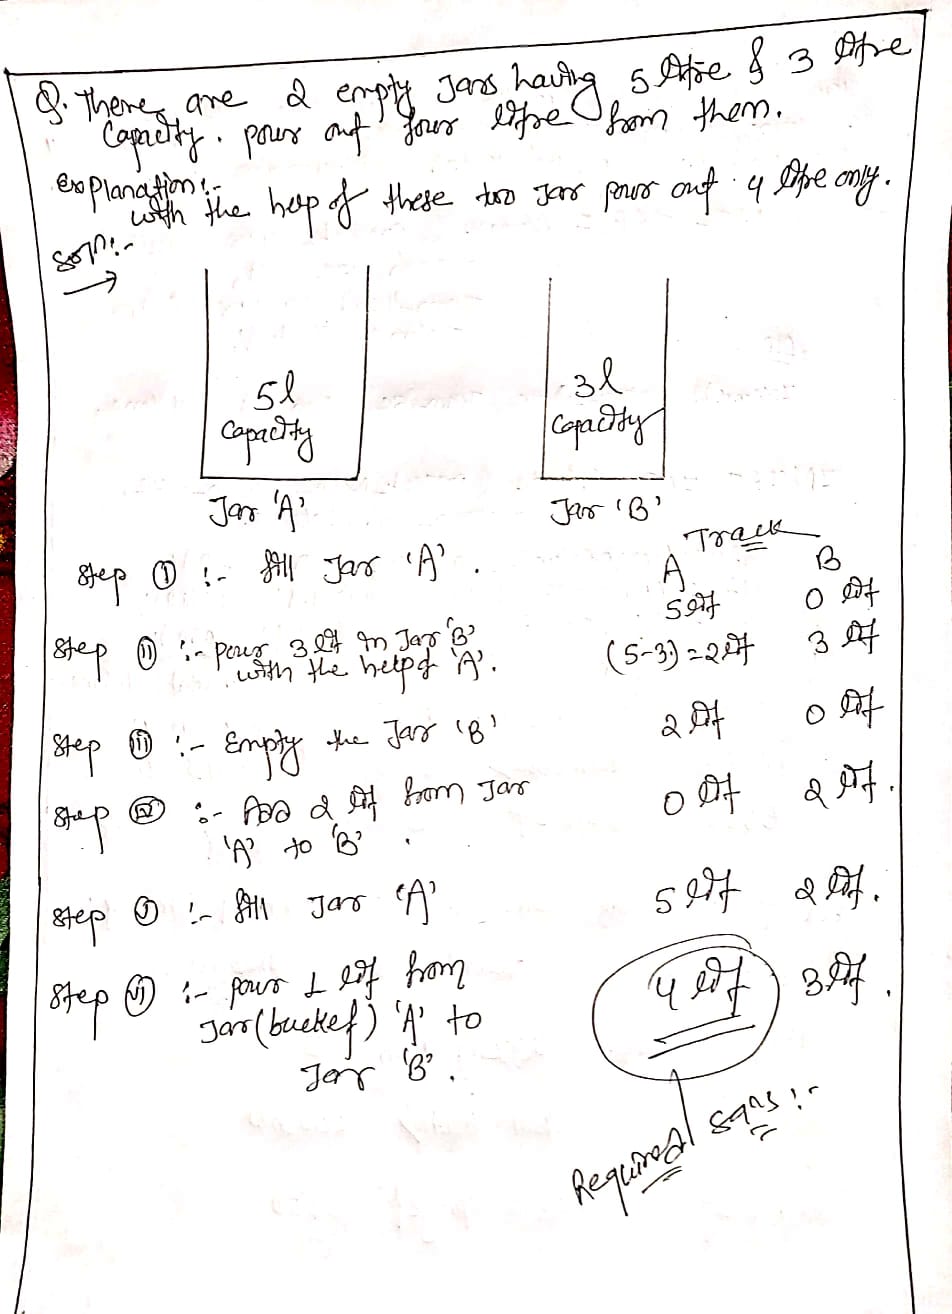 Q. There are 2 empty Jars having 5 litre & 3 litre
Capacity. pour out four litre from them.
Explanation:-
with the help of these two Jar pour out 4 litre only.
Soln:-
5l
Capacity
3l
Capacity
Jar 'A'
Jar 'B'
Track
A B
Step (i) :- fill Jar 'A'. 5 lit 0 lit
Step (ii) :- pour 3 lit in Jar 'B' (5-3) = 2 lit 3 lit
with the help of 'A'.
Step (iii) :- Empty the Jar 'B' 2 lit 0 lit
Step (iv) :- Add 2 lit from Jar 0 lit 2 lit.
'A' to 'B'.
Step (v) :- fill Jar 'A' 5 lit 2 lit.
Step (vi) :- pour 1 lit from 4 lit 3 lit.
Jar (bucket) 'A' to
Jar 'B'.
Required